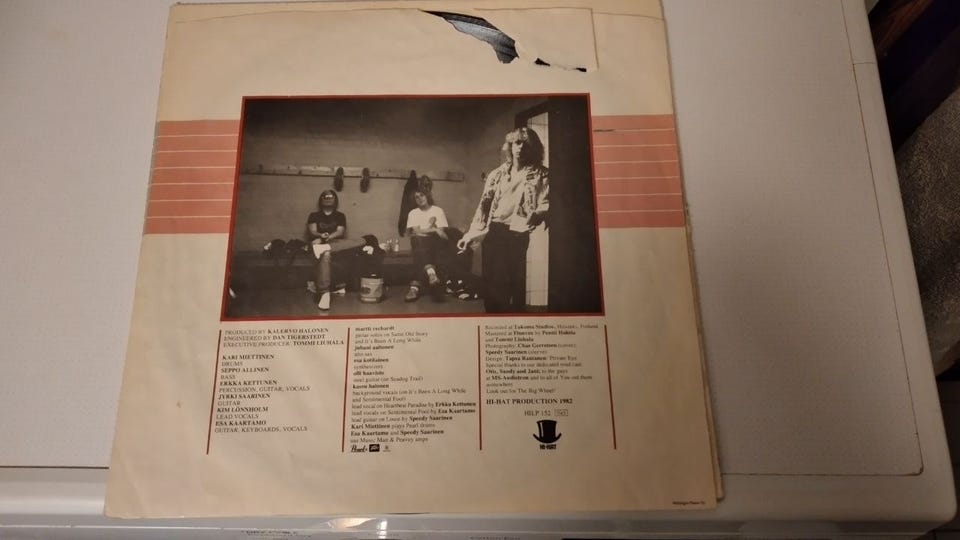 PRODUCED BY KALERVO HALONEN
ENGINEERED BY DAN TIGERSTEDT
EXECUTIVE PRODUCER: TOMMI LIUHALA
KARI MIETTINEN
DRUMS
SEPPO ALLINEN
BASS
ERKKA KETTUNEN
PERCUSSION, GUITAR, VOCALS
JYRKI SAARINEN
GUITAR
KIM LÖNNHOLM
LEAD VOCALS
ESA KAARTAMO
GUITAR, KEYBOARDS, VOCALS
guitar solos on Same Old Story
and It's Been A Long While
juhani aaltonen
alto sax
esa kotilainen
synthesizers
olli haavisto
steel guitar (on Seadog Trail)
kassu halonen
background vocals (on It's Been A Long While
and Sentimental Fool)
lead vocal on Heartbeat Paradise by Erkka Kettunen
lead vocals on Sentimental Fool by Esa Kaartamo
lead guitar on Loose by Speedy Saarinen
Kari Miettinen plays Pearl drums
Esa Kaartamo and Speedy Saarinen
use Music Man & Peavey amps
Pearl
Recorded at Takomo Studios, Helsinki, Finland
Mastered at Finnvox by Pentti
and Tommi Liuhala
Photography: Chas Gerretsen (cover)
Speedy Saarinen (sleeve)
Design: Tapsa Rantanen/Private Eye
Special thanks to our dedicated road cast:
Otto, Sandy and Jani; to the guys
at MS-Audiotron and to all of You out there
somewhere
Look out for The Big Wheel!
HI-HAT PRODUCTION 1982
HILP 152
HI-HAT